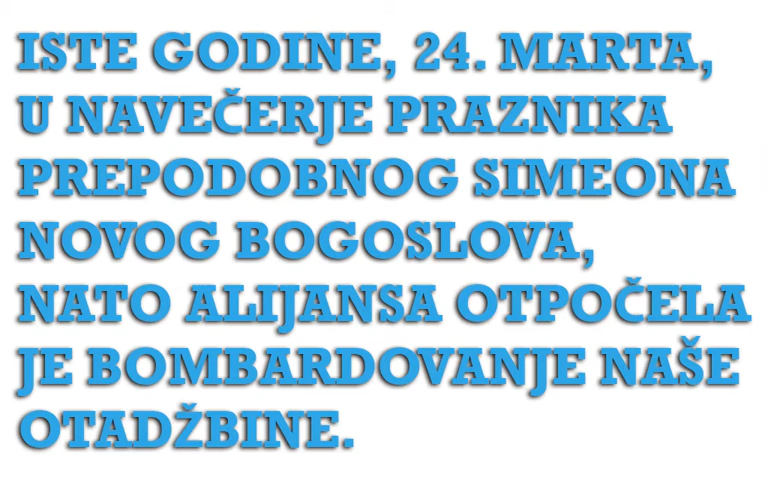 ISTE GODINE, 24. MARTA,
U NAVEČERJE PRAZNIKA
PREPODOBNOG SIMEONA
NOVOG BOGOSLOVA,
NATO ALIJANSA OTPOČELA
JE BOMBARDOVANJE NAŠE
OTADŽBINE.